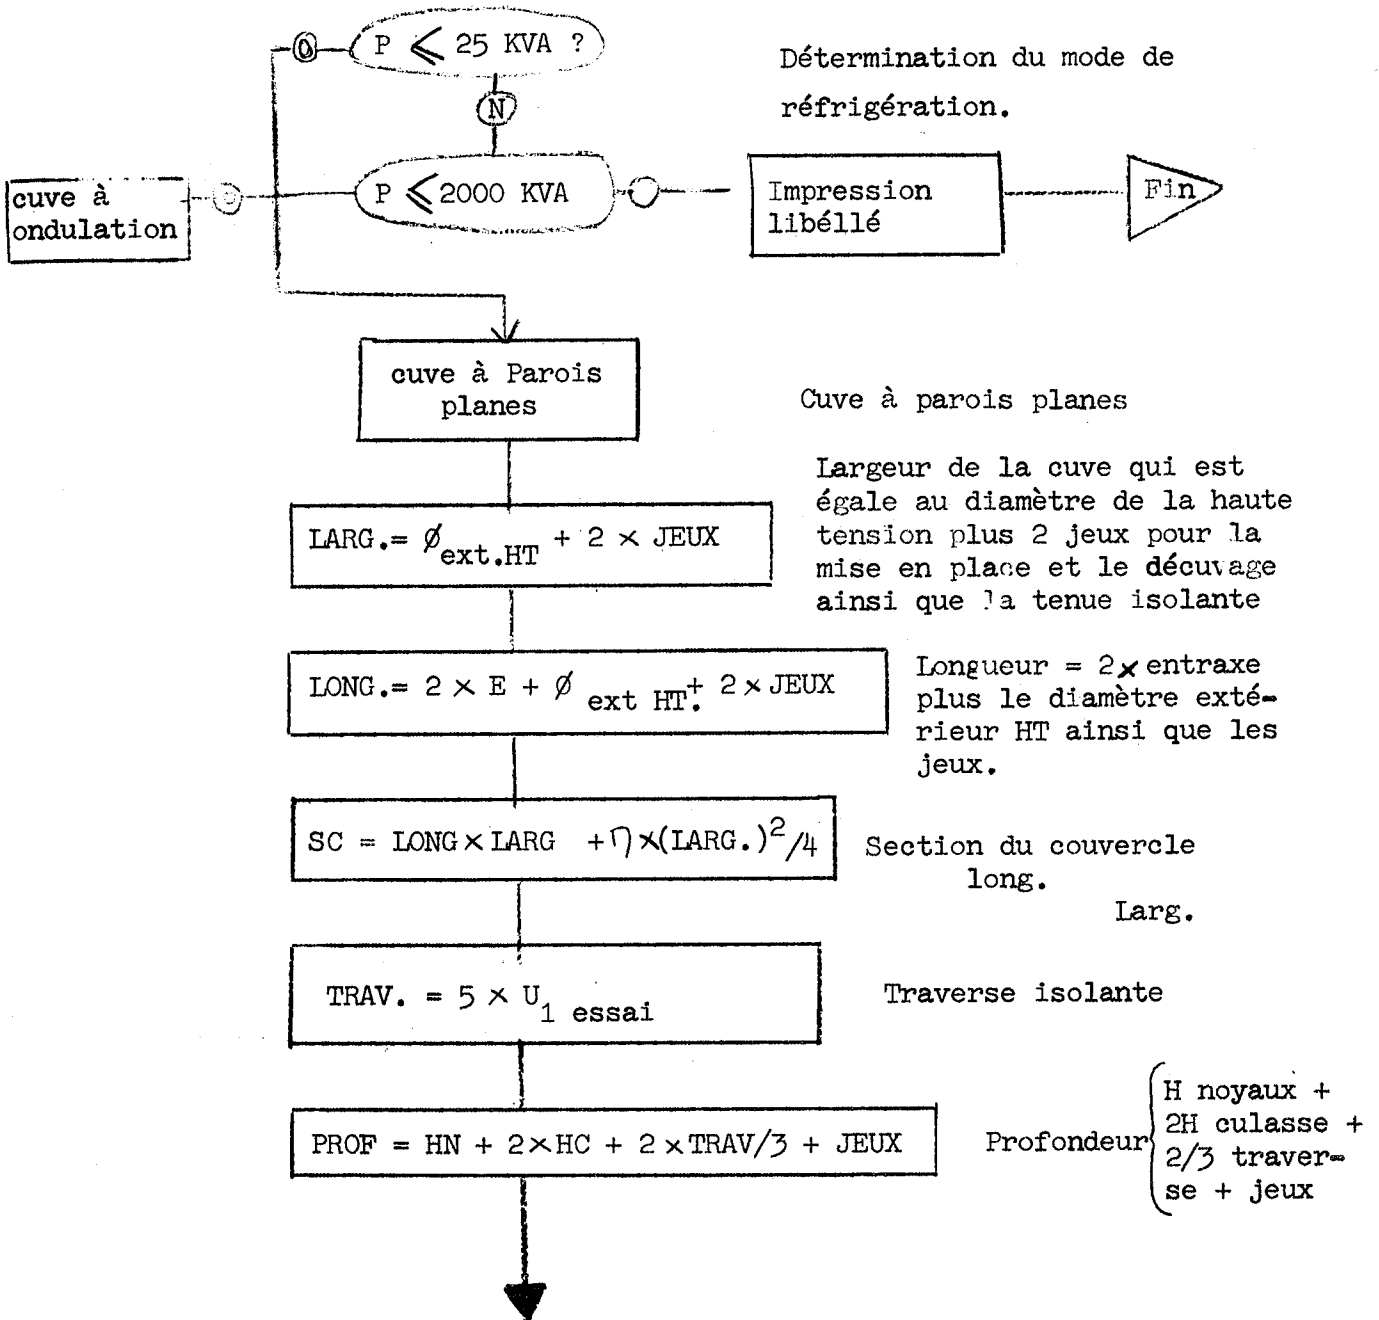 O P ⩽ 25 KVA ?
Détermination du mode de
réfrigération.
N
cuve à
ondulation
O P ⩽ 2000 KVA
Impression
libéllé
Fin
cuve à Parois
planes
Cuve à parois planes
LARG.= Ø ext.HT + 2 × JEUX
Largeur de la cuve qui est
égale au diamètre de la haute
tension plus 2 jeux pour la
mise en place et le décuvage
ainsi que la tenue isolante
LONG.= 2 × E + Ø ext HT. + 2 × JEUX
Longueur = 2× entraxe
plus le diamètre exté-
rieur HT ainsi que les
jeux.
SC = LONG × LARG + Π ×(LARG.)²/4
Section du couvercle
long.
Larg.
TRAV. = 5 × U₁ essai
Traverse isolante
PROF = HN + 2×HC + 2 ×TRAV/3 + JEUX
Profondeur
H noyaux +
2H culasse +
2/3 traver-
se + jeux